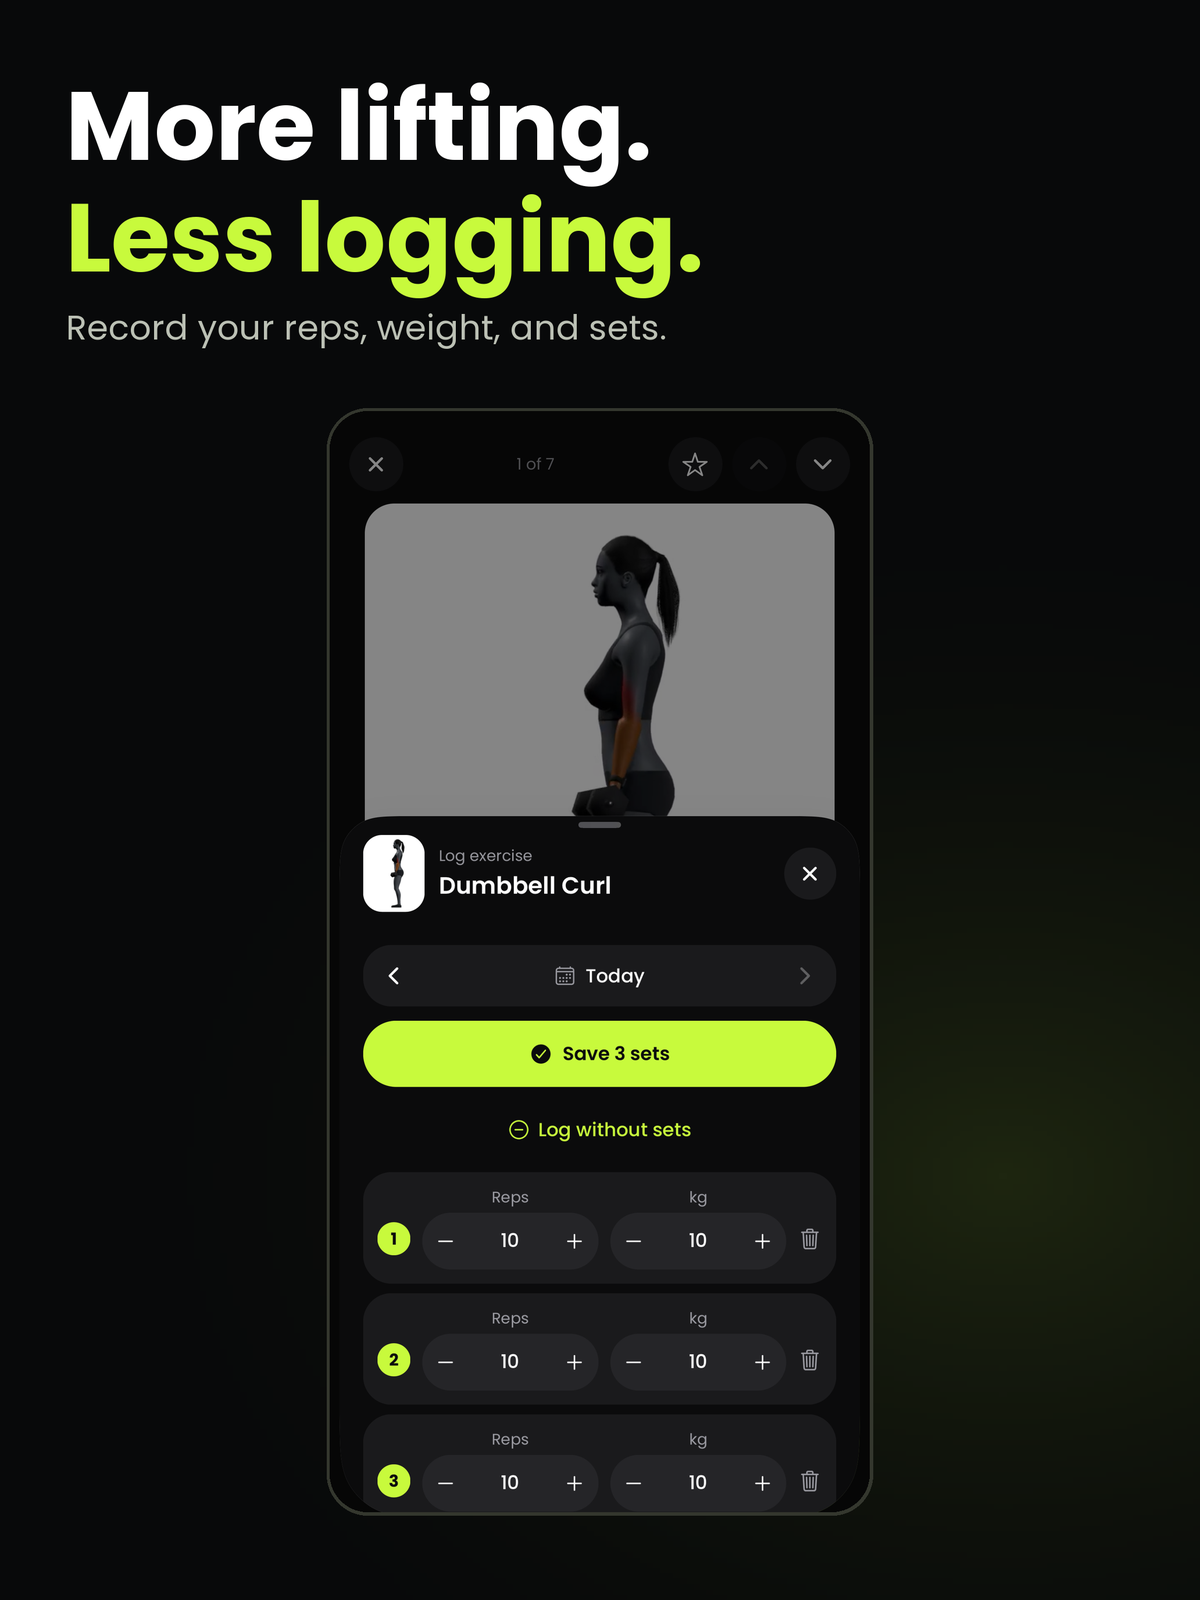 More lifting.
Less logging.
Record your reps, weight, and sets.
1 of 7
Log exercise
Dumbbell Curl
Today
Save 3 sets
Log without sets
Reps kg
1 10 10
Reps kg
2 10 10
Reps kg
3 10 10